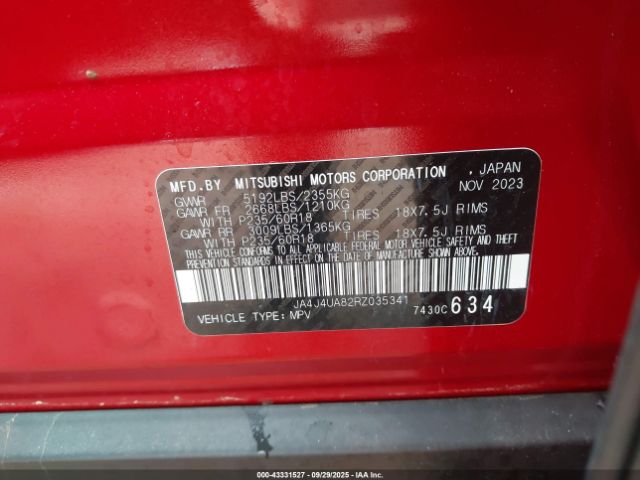 MFD.BY MITSUBISHI MOTORS CORPORATION , JAPAN
GVWR 5192LBS/2355KG NOV 2023
GAWR FR 2668LBS/1210KG
WITH P235/60R18 TIRES 18X7.5J RIMS
GAWR RR 3009LBS/1365KG
WITH P235/60R18 TIRES 18X7.5J RIMS
THIS VEHICLE CONFORMS TO ALL APPLICABLE FEDERAL MOTOR VEHICLE SAFETY AND THEFT
PREVENTION STANDARDS IN EFFECT ON THE DATE OF MANUFACTURE SHOWN ABOVE.
JA4J4UA82RZ035341
VEHICLE TYPE: MPV 7430C 634
000-43331527 09/29/2025 IAAI.COM